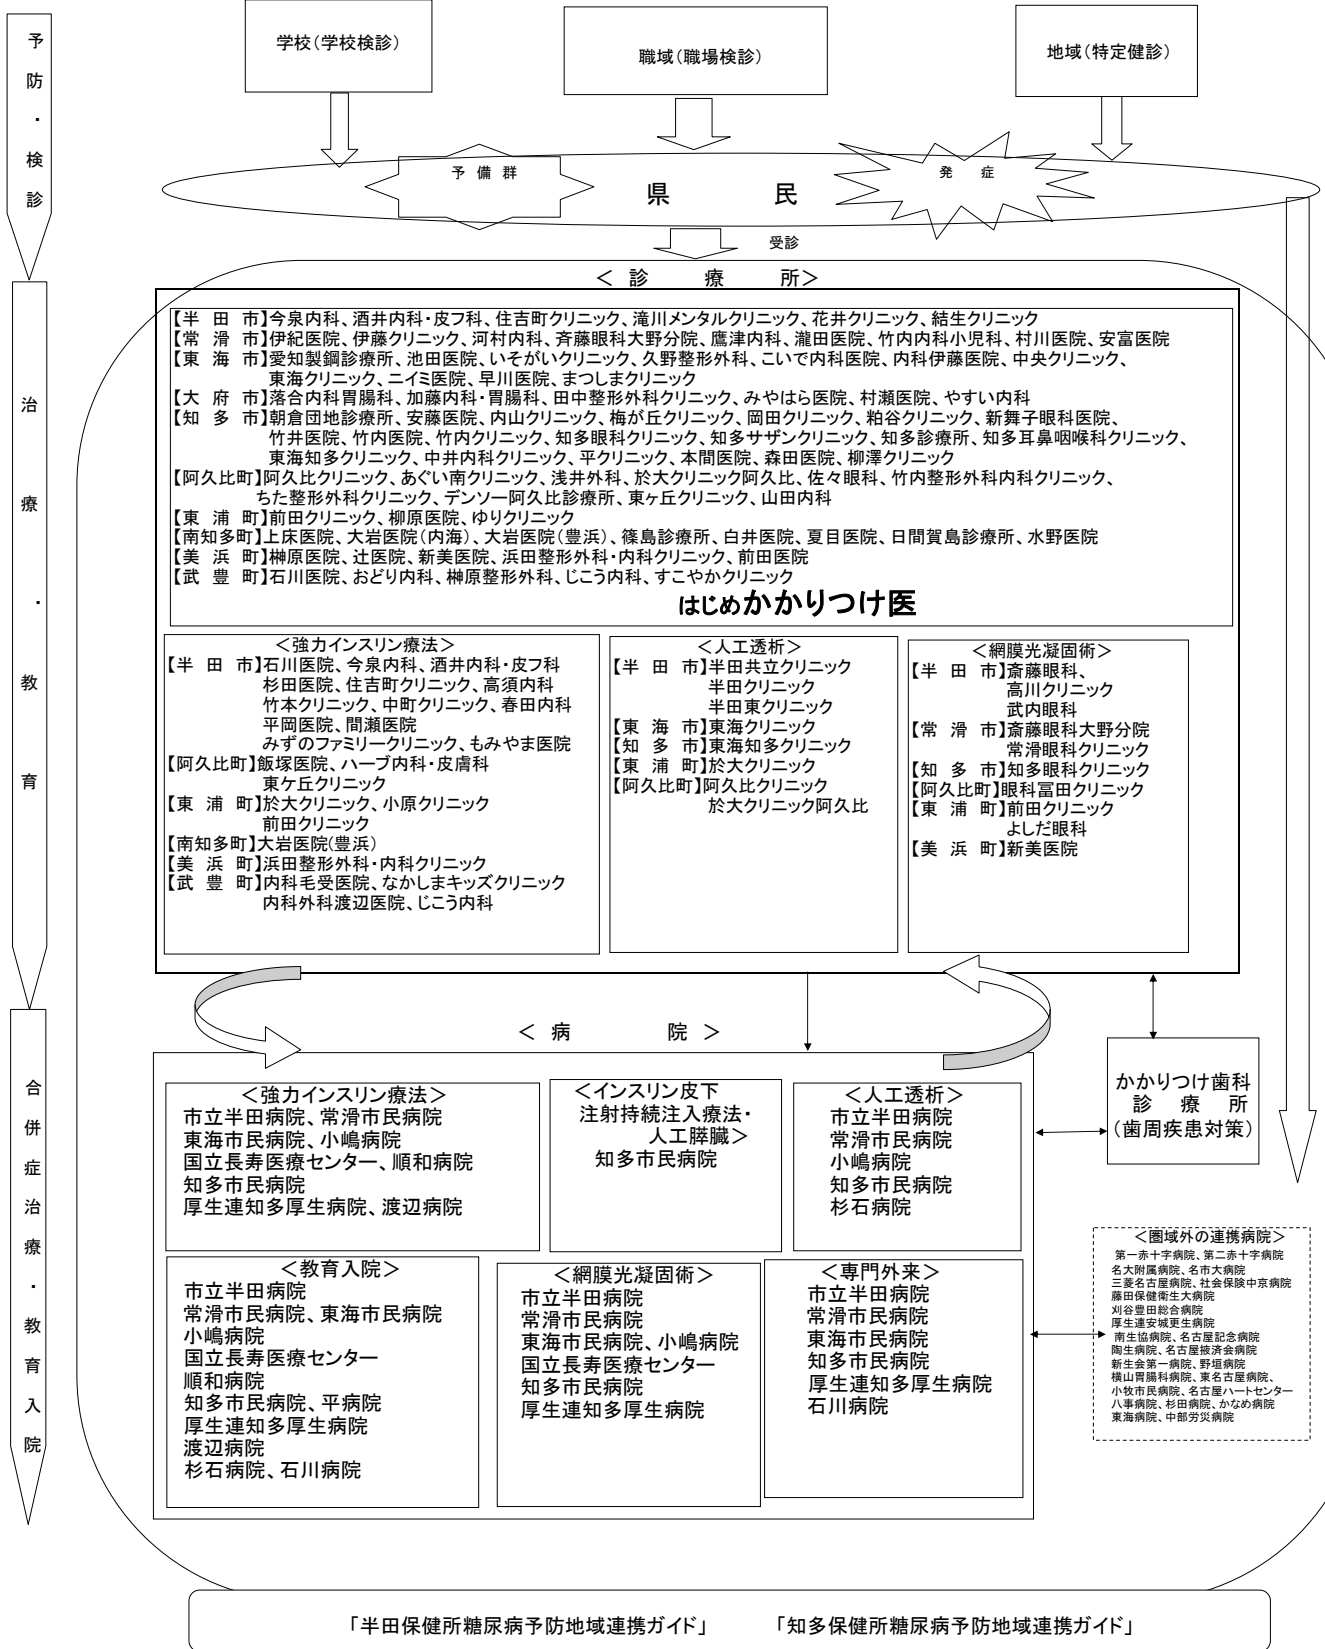 予防・検診
学校(学校検診)
職域(職場検診)
地域(特定健診)
予備群
県 民
発 症
受診
治療・教育
＜診療所＞
【半田市】今泉内科、酒井内科・皮フ科、住吉町クリニック、滝川メンタルクリニック、花井クリニック、結生クリニック
【常滑市】伊紀医院、伊藤クリニック、河村内科、斉藤眼科大野分院、鷹津内科、瀧田医院、竹内内科小児科、村川医院、安富医院
【東海市】愛知製鋼診療所、池田医院、いそがいクリニック、久野整形外科、こいで内科医院、内科伊藤医院、中央クリニック、
東海クリニック、ニイミ医院、早川医院、まつしまクリニック
【大府市】落合内科胃腸科、加藤内科・胃腸科、田中整形外科クリニック、みやはら医院、村瀬医院、やすい内科
【知多市】朝倉団地診療所、安藤医院、内山クリニック、梅が丘クリニック、岡田クリニック、粕谷クリニック、新舞子眼科医院、
竹井医院、竹内医院、竹内クリニック、知多眼科クリニック、知多サザンクリニック、知多診療所、知多耳鼻咽喉科クリニック、
東海知多クリニック、中井内科クリニック、平クリニック、本間医院、森田医院、柳澤クリニック
【阿久比町】阿久比クリニック、あぐい南クリニック、浅井外科、於大クリニック阿久比、佐々眼科、竹内整形外科内科クリニック、
ちた整形外科クリニック、デンソー阿久比診療所、東ヶ丘クリニック、山田内科
【東浦町】前田クリニック、柳原医院、ゆりクリニック
【南知多町】上床医院、大岩医院(内海)、大岩医院(豊浜)、篠島診療所、白井医院、夏目医院、日間賀島診療所、水野医院
【美浜町】榊原医院、辻医院、新美医院、浜田整形外科・内科クリニック、前田医院
【武豊町】石川医院、おどり内科、榊原整形外科、じこう内科、すこやかクリニック
はじめかかりつけ医
＜強力インスリン療法＞
【半田市】石川医院、今泉内科、酒井内科・皮フ科
杉田医院、住吉町クリニック、高須内科
竹本クリニック、中町クリニック、春田内科
平岡医院、間瀬医院
みずのファミリークリニック、もみやま医院
【阿久比町】飯塚医院、ハーブ内科・皮膚科
東ケ丘クリニック
【東浦町】於大クリニック、小原クリニック
前田クリニック
【南知多町】大岩医院(豊浜)
【美浜町】浜田整形外科・内科クリニック
【武豊町】内科毛受医院、なかしまキッズクリニック
内科外科渡辺医院、じこう内科
＜人工透析＞
【半田市】半田共立クリニック
半田クリニック
半田東クリニック
【東海市】東海クリニック
【知多市】東海知多クリニック
【東浦町】於大クリニック
【阿久比町】阿久比クリニック
於大クリニック阿久比
＜網膜光凝固術＞
【半田市】斎藤眼科、
高川クリニック
武内眼科
【常滑市】斎藤眼科大野分院
常滑眼科クリニック
【知多市】知多眼科クリニック
【阿久比町】眼科冨田クリニック
【東浦町】前田クリニック
よしだ眼科
【美浜町】新美医院
合併症治療・教育入院
＜病院＞
＜強力インスリン療法＞
市立半田病院、常滑市民病院
東海市民病院、小嶋病院
国立長寿医療センター、順和病院
知多市民病院
厚生連知多厚生病院、渡辺病院
＜インスリン皮下
注射持続注入療法・
人工膵臓＞
知多市民病院
＜人工透析＞
市立半田病院
常滑市民病院
小嶋病院
知多市民病院
杉石病院
かかりつけ歯科
診療所
(歯周疾患対策)
＜教育入院＞
市立半田病院
常滑市民病院、東海市民病院
小嶋病院
国立長寿医療センター
順和病院
知多市民病院、平病院
厚生連知多厚生病院
渡辺病院
杉石病院、石川病院
＜網膜光凝固術＞
市立半田病院
常滑市民病院
東海市民病院、小嶋病院
国立長寿医療センター
知多市民病院
厚生連知多厚生病院
＜専門外来＞
市立半田病院
常滑市民病院
東海市民病院
知多市民病院
厚生連知多厚生病院
石川病院
＜圏域外の連携病院＞
第一赤十字病院、第二赤十字病院
名大附属病院、名市大病院
三菱名古屋病院、社会保険中京病院
藤田保健衛生大病院
刈谷豊田総合病院
厚生連安城更生病院
南生協病院、名古屋記念病院
陶生病院、名古屋掖済会病院
新生会第一病院、野垣病院
横山胃腸科病院、東名古屋病院、
小牧市民病院、名古屋ハートセンター
八事病院、杉田病院、かなめ病院
東海病院、中部労災病院
「半田保健所糖尿病予防地域連携ガイド」 「知多保健所糖尿病予防地域連携ガイド」